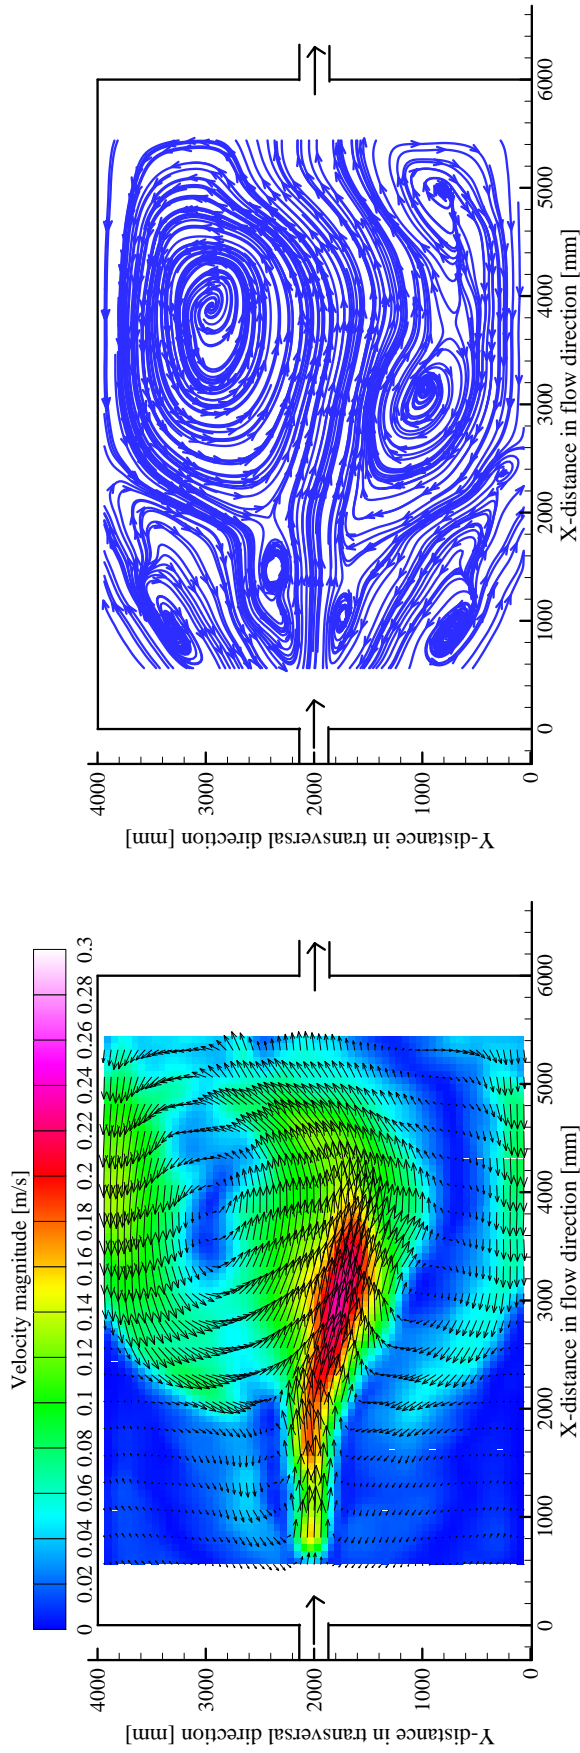 Velocity magnitude [m/s]
0 0.02 0.04 0.06 0.08 0.1 0.12 0.14 0.16 0.18 0.2 0.22 0.24 0.26 0.28 0.3
Y-distance in transversal direction [mm]
4000
3000
2000
1000
0
0 1000 2000 3000 4000 5000 6000
X-distance in flow direction [mm]
Y-distance in transversal direction [mm]
4000
3000
2000
1000
0
0 1000 2000 3000 4000 5000 6000
X-distance in flow direction [mm]